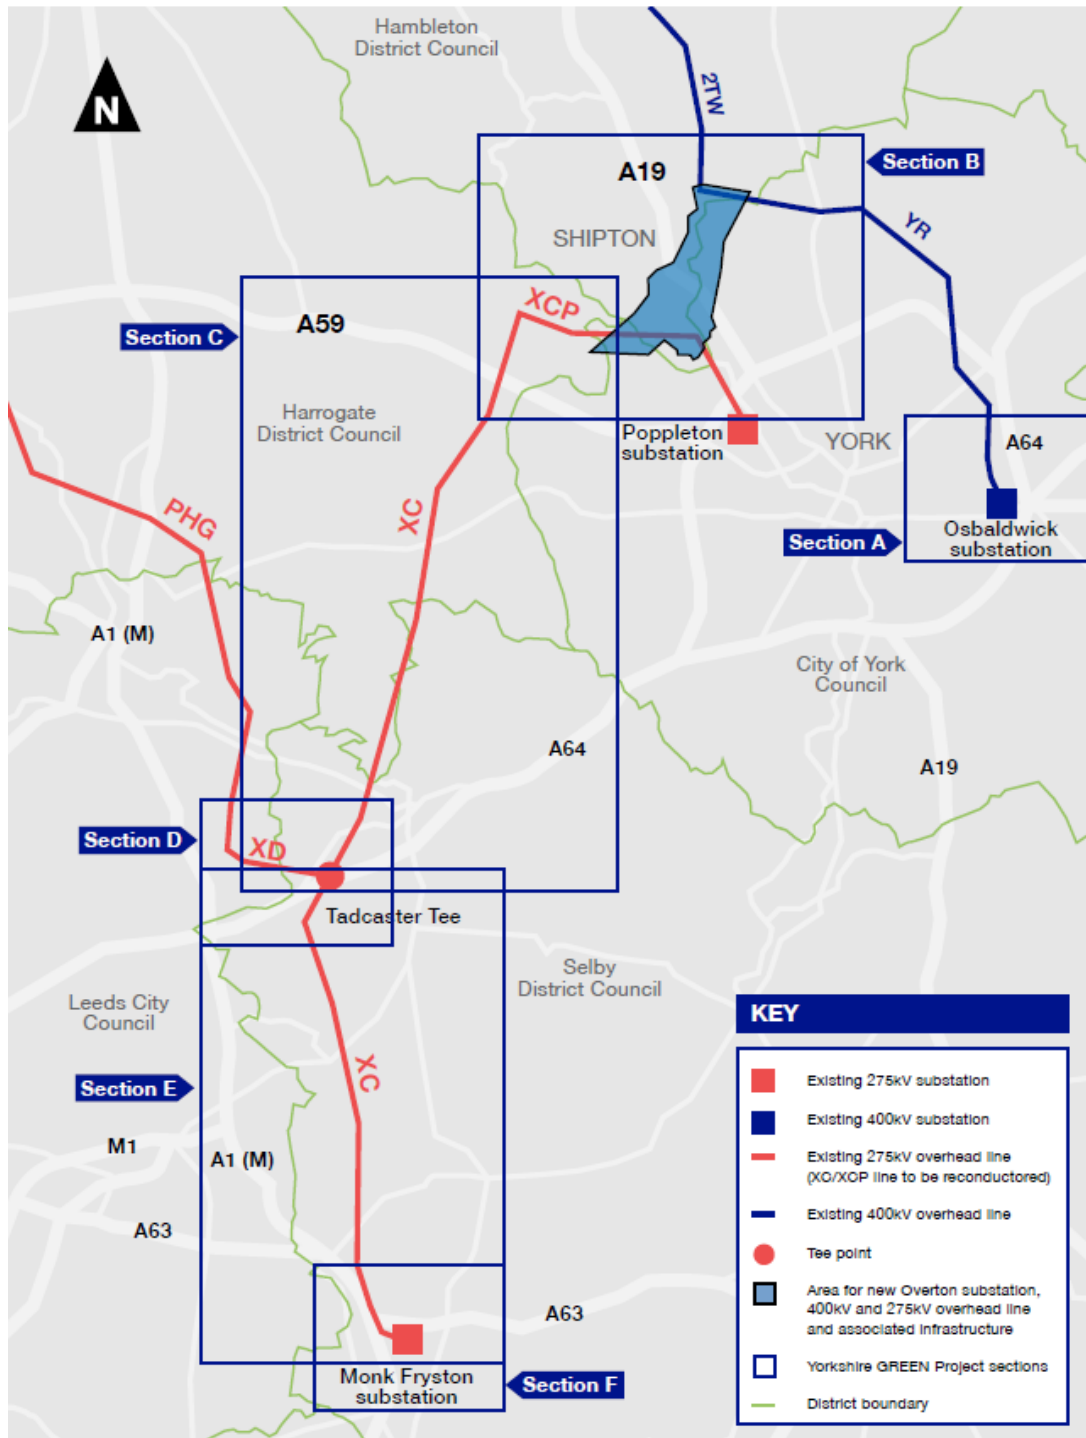 Hambleton
District Council
N
2TW
A19
Section B
SHIPTON
YR
XCP
A59
Section C
Harrogate
District Council
Poppleton
substation
YORK
A64
XC
PHG
Osbaldwick
substation
Section A
A1 (M)
City of York
Council
A64
A19
Section D
XD
Tadcaster Tee
Selby
District Council
Leeds City
Council
XC
Section E
M1
A1 (M)
A63
A63
Monk Fryston
substation
Section F
KEY
Existing 275kV substation
Existing 400kV substation
Existing 275kV overhead line
(XC/XCP line to be reconductored)
Existing 400kV overhead line
Tee point
Area for new Overton substation,
400kV and 275kV overhead line
and associated infrastructure
Yorkshire GREEN Project sections
District boundary